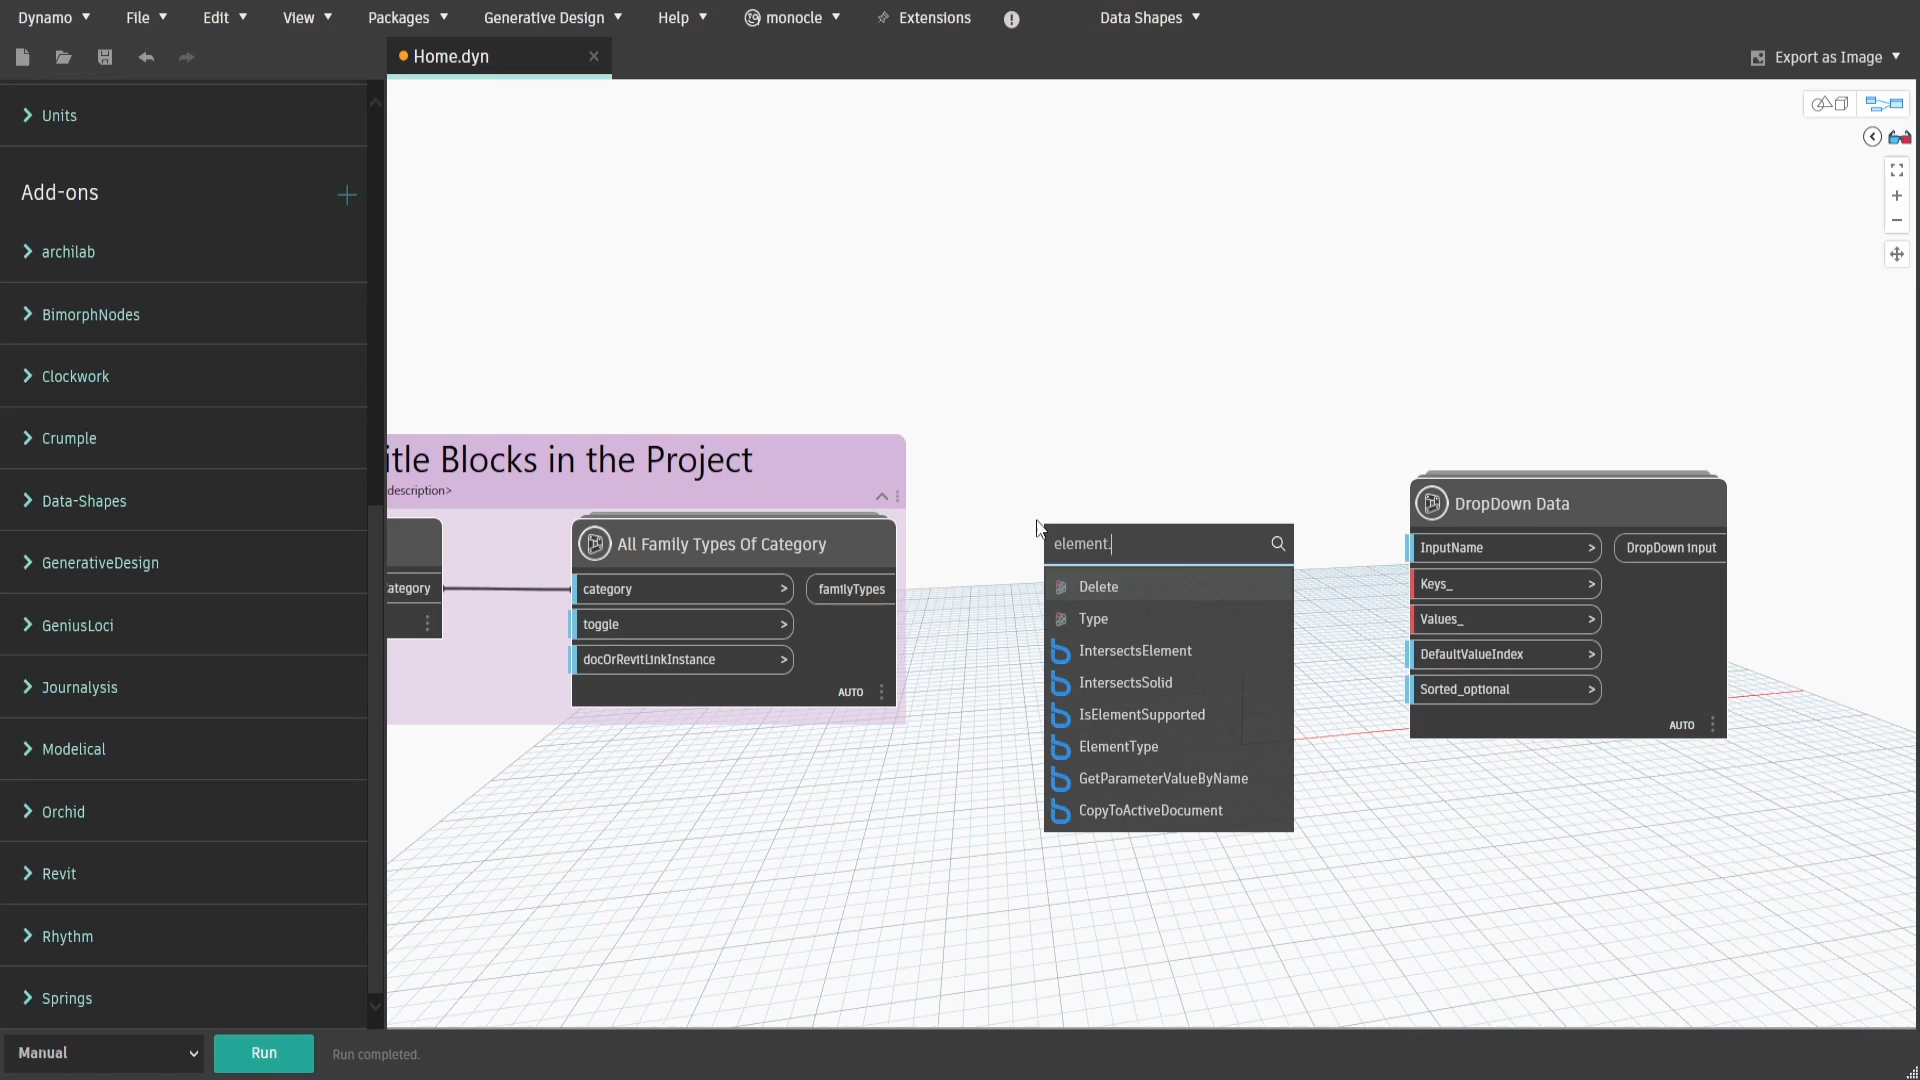 Dynamo File Edit View Packages Generative Design Help monocle Extensions Data Shapes
Home.dyn
Export as Image
Units
Add-ons
archilab
BimorphNodes
Clockwork
Crumple
Data-Shapes
GenerativeDesign
GeniusLoci
Journalysis
Modelical
Orchid
Revit
Rhythm
Springs
itle Blocks in the Project
description>
ategory
All Family Types Of Category
category > familyTypes
toggle >
docOrRevitLinkInstance >
AUTO
element.
Delete
Type
IntersectsElement
IntersectsSolid
IsElementSupported
ElementType
GetParameterValueByName
CopyToActiveDocument
DropDown Data
InputName > DropDown input
Keys_ >
Values_ >
DefaultValueIndex >
Sorted_optional >
AUTO
Manual Run Run completed.